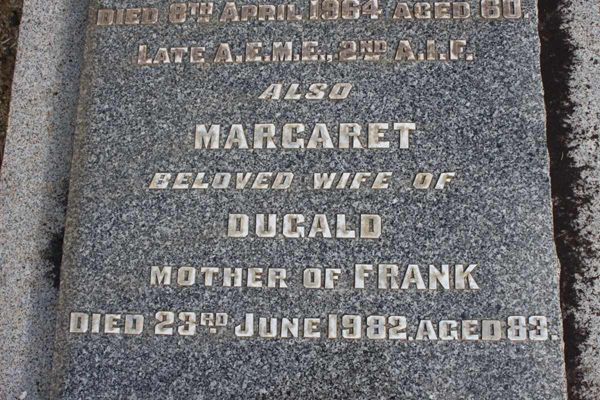 DIED 8TH APRIL 1964 AGED 60.
LATE A.E.M.E., 2ND A.I.F.
ALSO
MARGARET
BELOVED WIFE OF
DUGALD
MOTHER OF FRANK
DIED 23RD JUNE 1982, AGED 83.